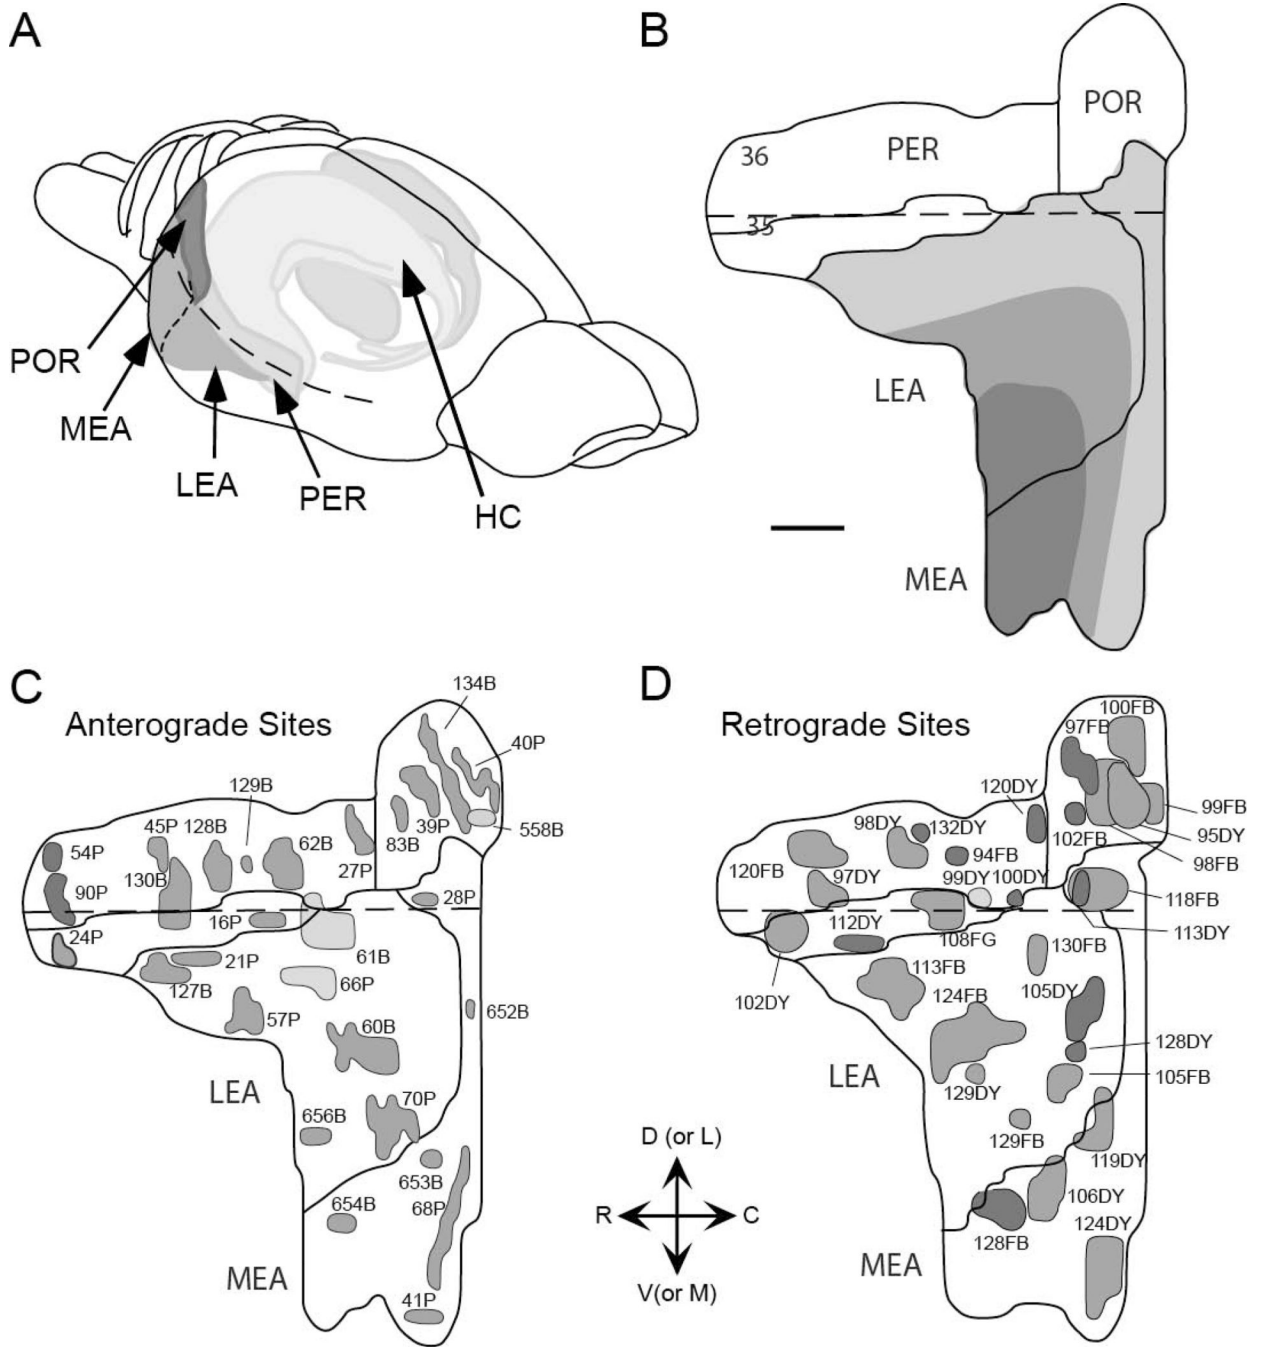 A
POR
MEA
LEA
PER
HC
B
POR
36
PER
35
LEA
MEA
C
Anterograde Sites
134B
40P
129B
45P
128B
62B
54P
27P
83B
39P
558B
130B
90P
28P
16P
24P
61B
21P
127B
66P
57P
652B
60B
LEA
70P
656B
653B
654B
68P
MEA
41P
D (or L)
R
C
V(or M)
D
Retrograde Sites
100FB
97FB
120DY
99FB
98DY
132DY
102FB
95DY
120FB
94FB
98FB
97DY
99DY
100DY
118FB
112DY
113DY
108FG
130FB
102DY
113FB
124FB
105DY
128DY
LEA
129DY
105FB
129FB
119DY
106DY
128FB
124DY
MEA